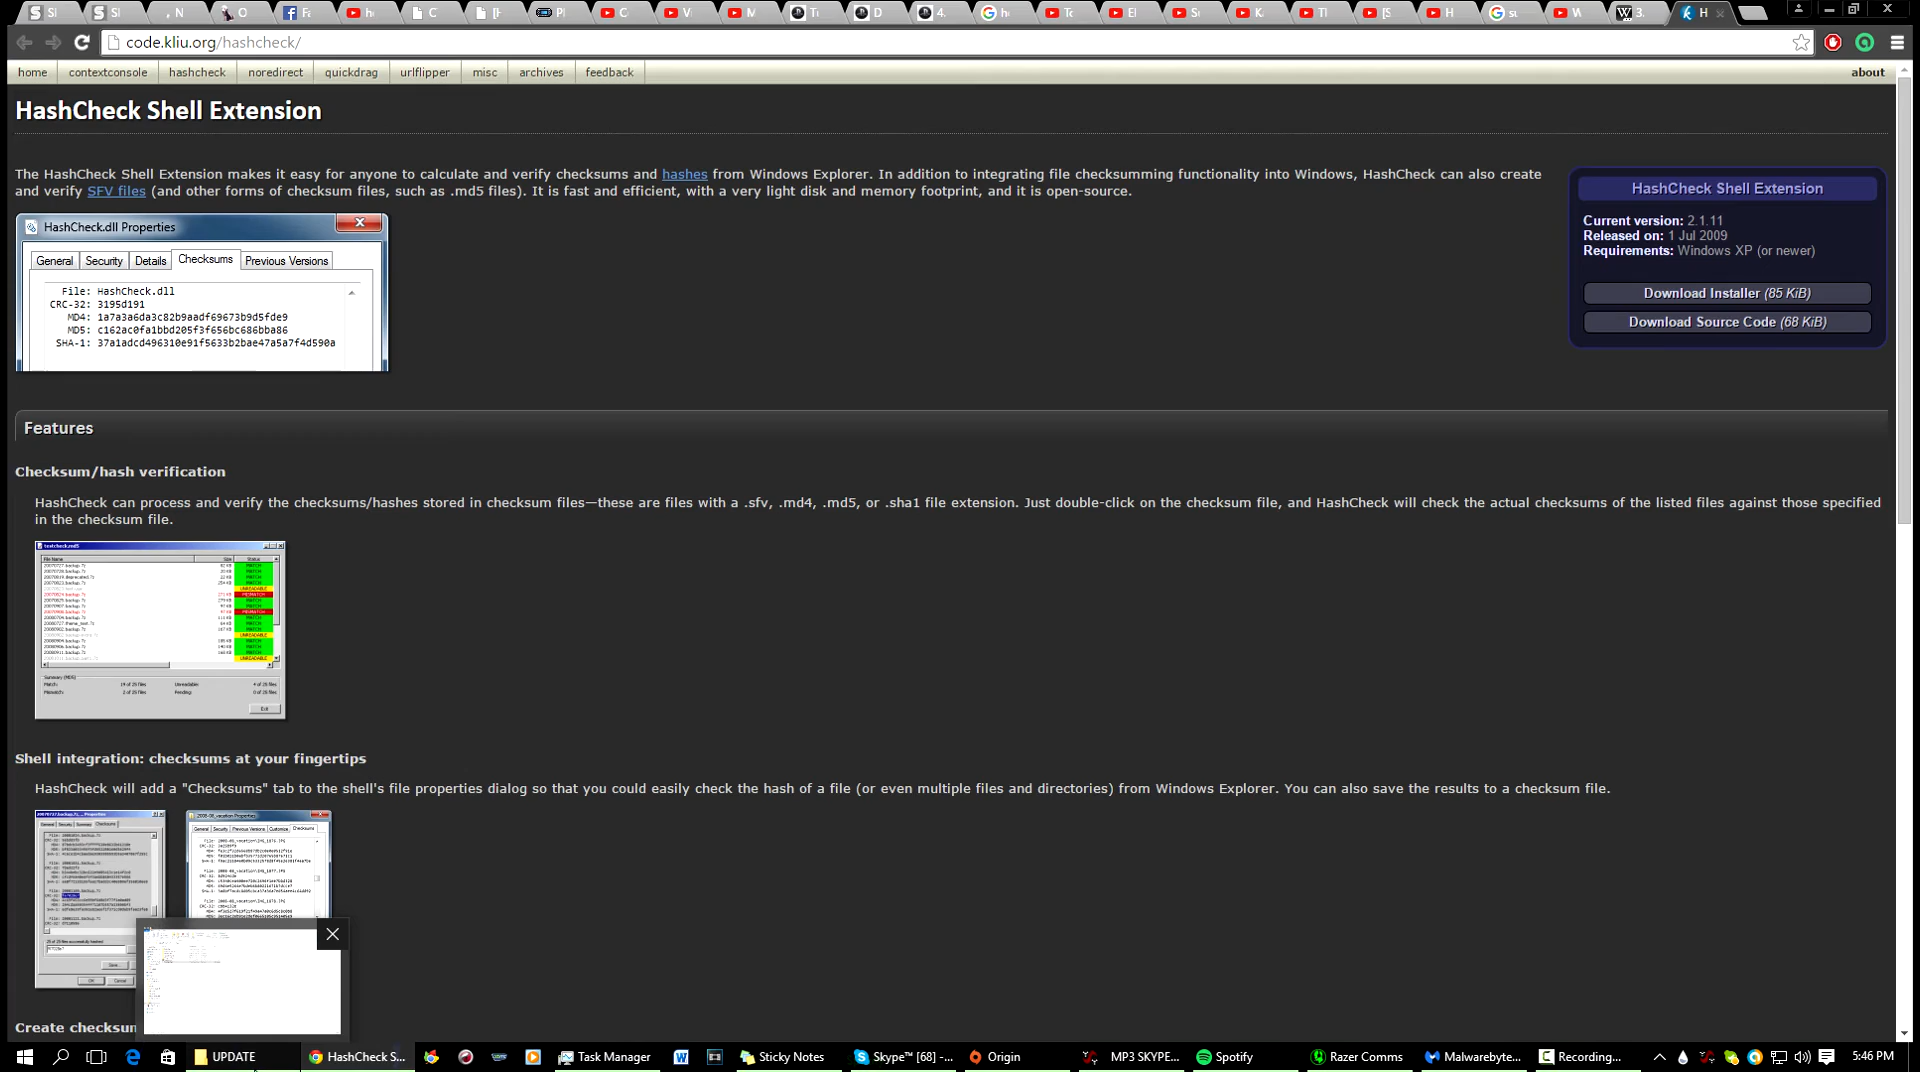 SI
SI
, N
O
Fa
h
C
[I
Pl
C
V
M
T
D
4.
h
To
El
S
K
Tl
[S
H
su
W
3.
H
code.kliu.org/hashcheck/
home contextconsole hashcheck noredirect quickdrag urlflipper misc archives feedback about
HashCheck Shell Extension
The HashCheck Shell Extension makes it easy for anyone to calculate and verify checksums and hashes from Windows Explorer. In addition to integrating file checksumming functionality into Windows, HashCheck can also create
and verify SFV files (and other forms of checksum files, such as .md5 files). It is fast and efficient, with a very light disk and memory footprint, and it is open-source.
HashCheck Shell Extension
Current version: 2.1.11
Released on: 1 Jul 2009
Requirements: Windows XP (or newer)
Download Installer (85 KiB)
Download Source Code (68 KiB)
HashCheck.dll Properties
General Security Details Checksums Previous Versions
File: HashCheck.dll
CRC-32: 3195d191
MD4: 1a7a3a6da3c82b9aadf69673b9d5fde9
MD5: c162ac0fa1bbd205f3f656bc686bba86
SHA-1: 37a1adcd496310e91f5633b2bae47a5a7f4d590a
Features
Checksum/hash verification
HashCheck can process and verify the checksums/hashes stored in checksum files—these are files with a .sfv, .md4, .md5, or .sha1 file extension. Just double-click on the checksum file, and HashCheck will check the actual checksums of the listed files against those specified
in the checksum file.
Shell integration: checksums at your fingertips
HashCheck will add a "Checksums" tab to the shell's file properties dialog so that you could easily check the hash of a file (or even multiple files and directories) from Windows Explorer. You can also save the results to a checksum file.
Create checksum
UPDATE
HashCheck S...
Task Manager
Sticky Notes
Skype™ [68] -...
Origin
MP3 SKYPE...
Spotify
Razer Comms
Malwarebyte...
Recording...
5:46 PM